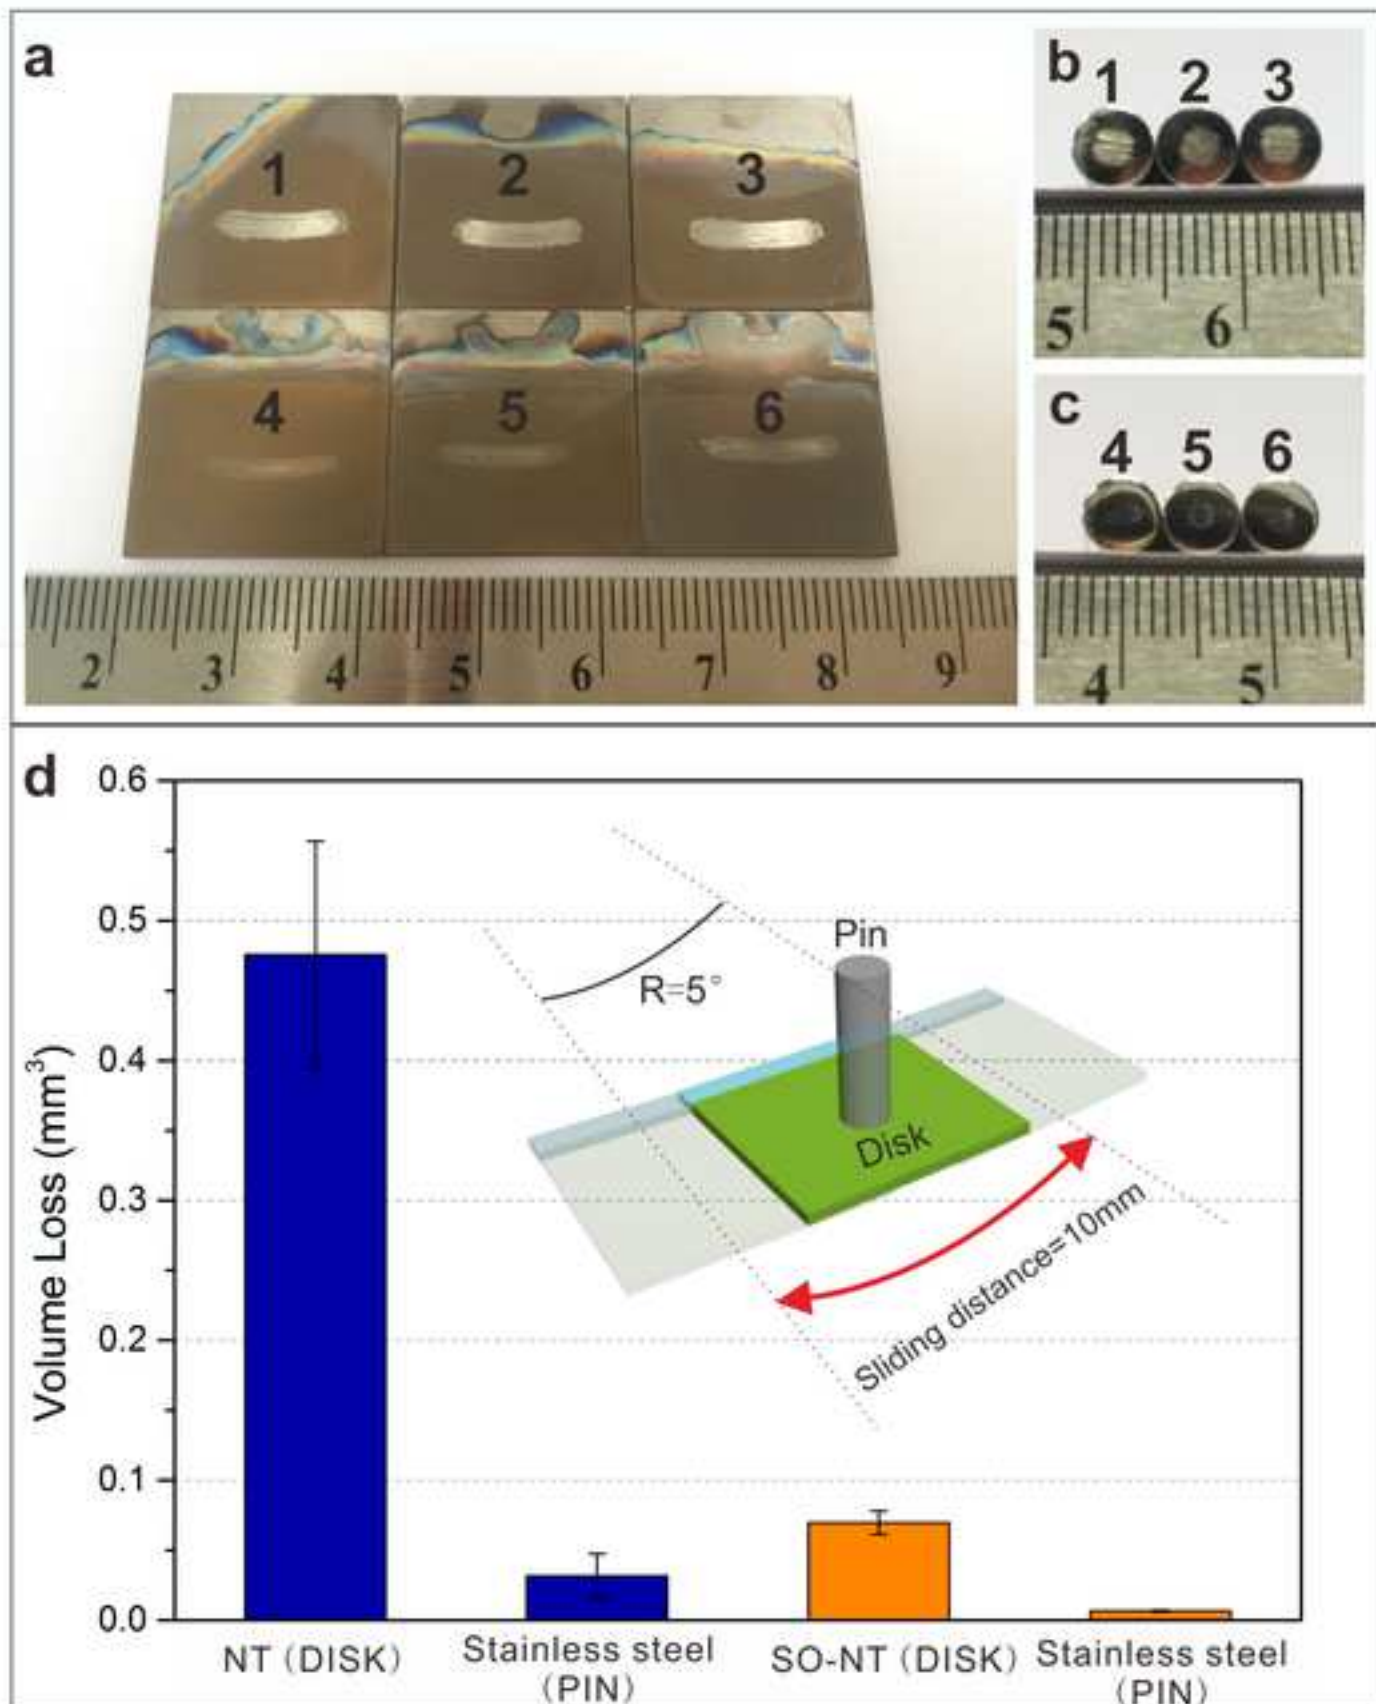 a
1 2 3
4 5 6
2 3 4 5 6 7 8 9
b
1 2 3
5 6
c
4 5 6
4 5
d
Volume Loss (mm³)
0.6
0.5
0.4
0.3
0.2
0.1
0.0
Pin
R=5°
Disk
Sliding distance=10mm
NT (DISK)
Stainless steel
(PIN)
SO-NT (DISK)
Stainless steel
(PIN)